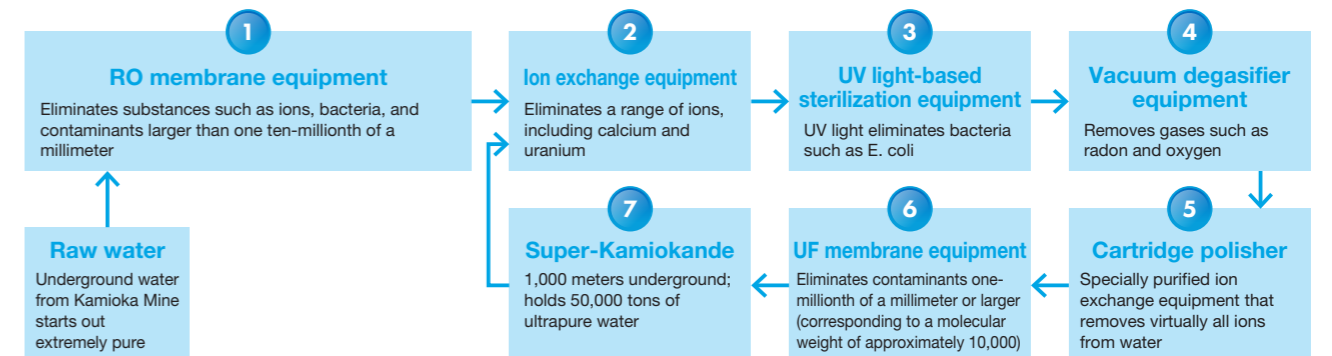 1
RO membrane equipment
Eliminates substances such as ions, bacteria, and
contaminants larger than one ten-millionth of a
millimeter
2
Ion exchange equipment
Eliminates a range of ions,
including calcium and
uranium
3
UV light-based
sterilization equipment
UV light eliminates bacteria
such as E. coli
4
Vacuum degasifier
equipment
Removes gases such as
radon and oxygen
Raw water
Underground water
from Kamioka Mine
starts out
extremely pure
7
Super-Kamiokande
1,000 meters underground;
holds 50,000 tons of
ultrapure water
6
UF membrane equipment
Eliminates contaminants one-
millionth of a millimeter or larger
(corresponding to a molecular
weight of approximately 10,000)
5
Cartridge polisher
Specially purified ion
exchange equipment that
removes virtually all ions
from water